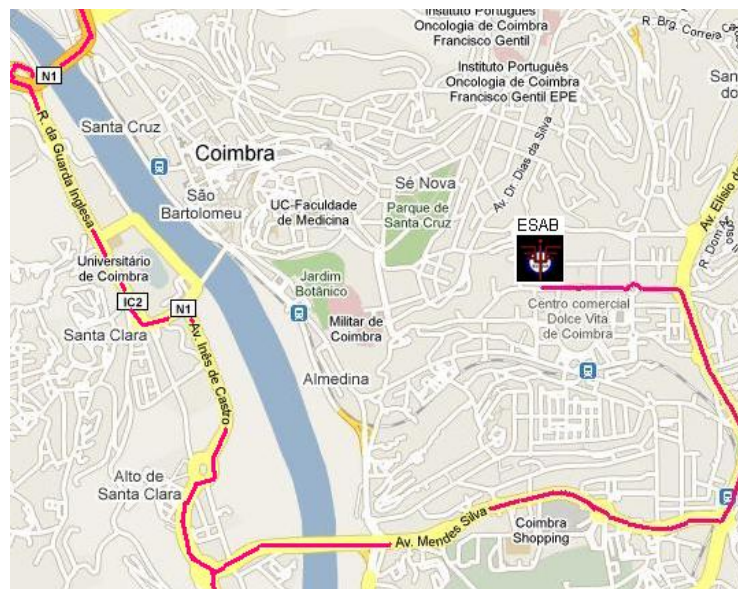 Instituto Português
Oncologia de Coimbra
Francisco Gentil
R. Brg. Correia
N1
Instituto Português
Oncologia de Coimbra
Francisco Gentil EPE
San
do
R. da Guarda Inglesa
Santa Cruz
Coimbra
Av. Dr. Dias da Silva
Sé Nova
São
Bartolomeu
UC-Faculdade
de Medicina
Parque de
Santa Cruz
Av. Elísio de
R. Dom A
ESAB
Universitário
de Coimbra
Jardim
Botânico
IC2
N1
Santa Clara
Militar de
Coimbra
Centro comercial
Dolce Vita
de Coimbra
Av. Inês de Castro
Almedina
Alto de
Santa Clara
Av. Mendes Silva
Coimbra
Shopping